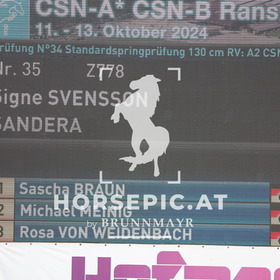 CSN-A* CSN-B Rans
11. - 13. Oktober 2024
rüfung N°34 Standardspringprüfung 130 cm RV: A2 CSN
Nr. 35 Z778
Signe SVENSSON
SANDERA
HORSEPIC.AT
by BRUNNMAYR
1 Sascha BRAUN
2 Michael MEINIG
3 Rosa VON WEIDENBACH